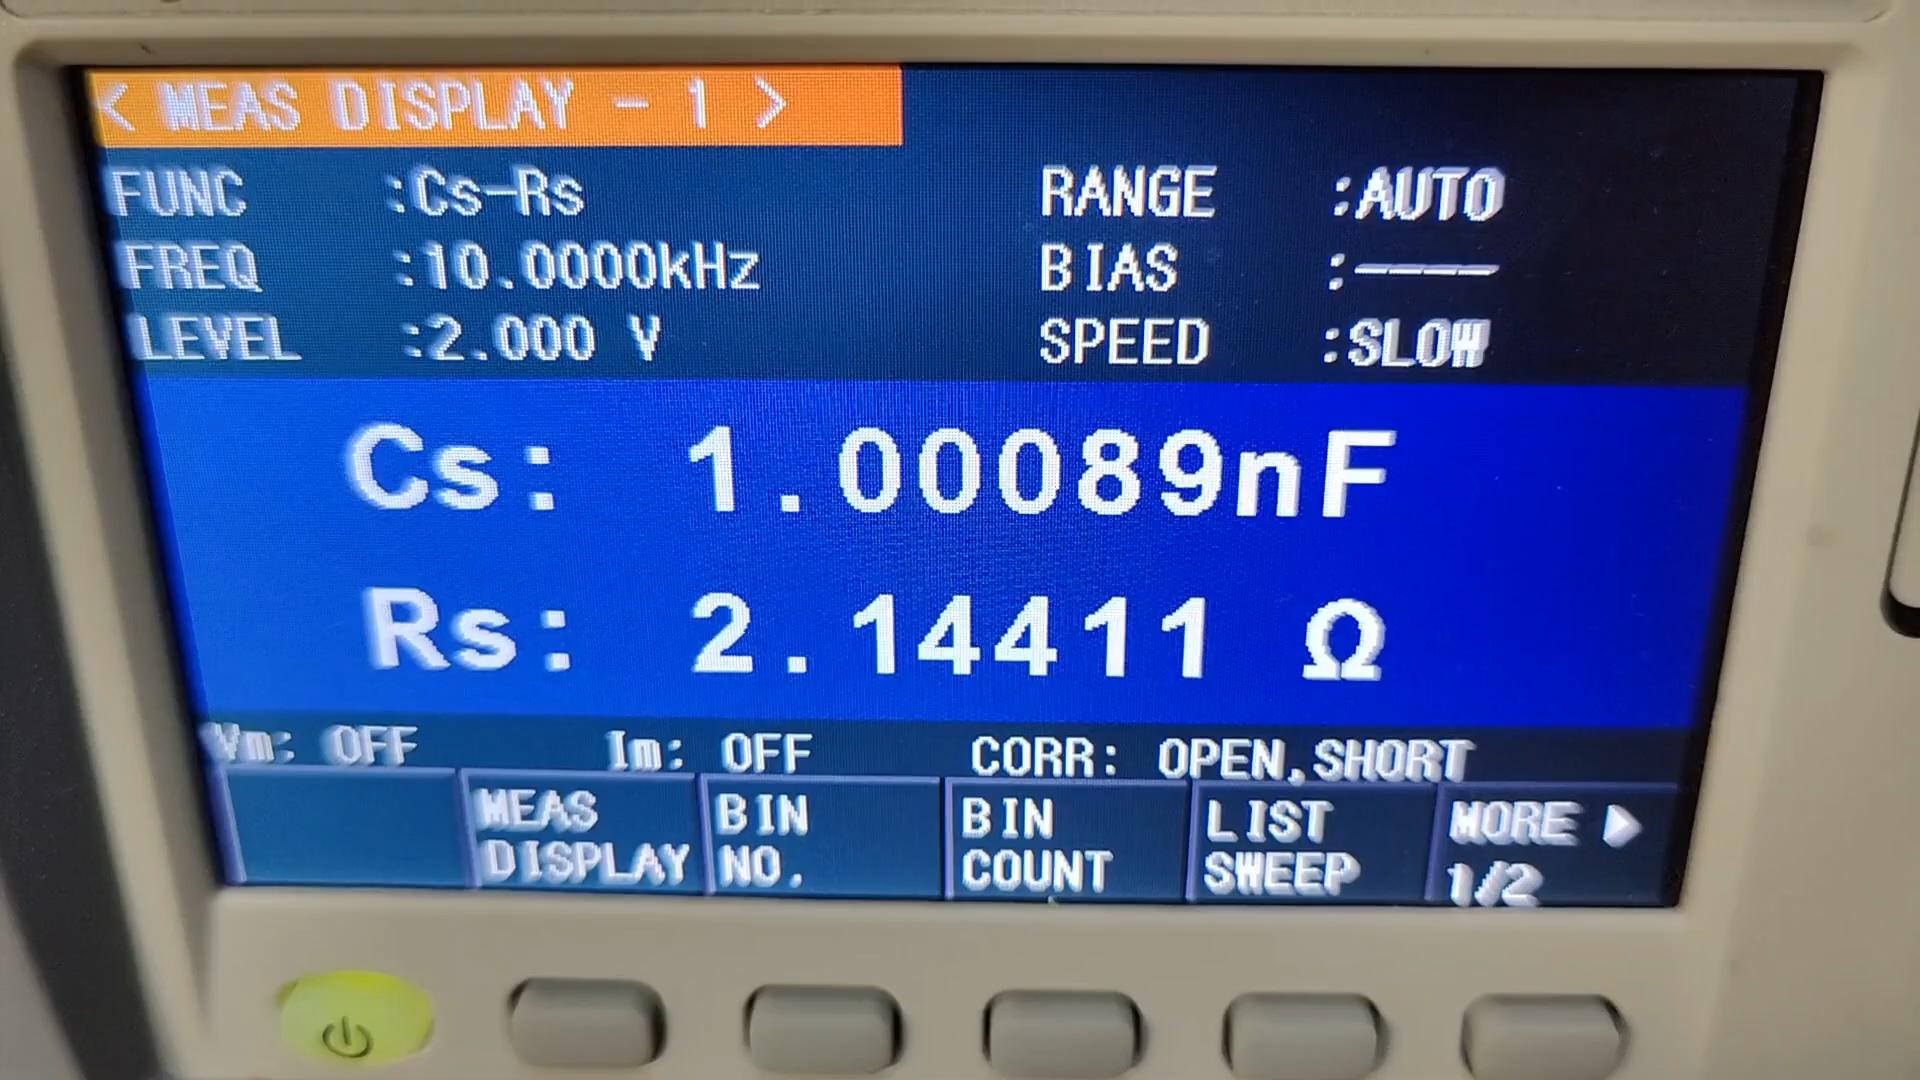 < MEAS DISPLAY - 1 >
FUNC :Cs-Rs RANGE :AUTO
FREQ :10.0000kHz BIAS :----
LEVEL :2.000 V SPEED :SLOW
Cs: 1.00089nF
Rs: 2.14411 Ω
Vm: OFF Im: OFF CORR: OPEN,SHORT
MEAS DISPLAY
BIN NO.
BIN COUNT
LIST SWEEP
MORE ▶ 1/2